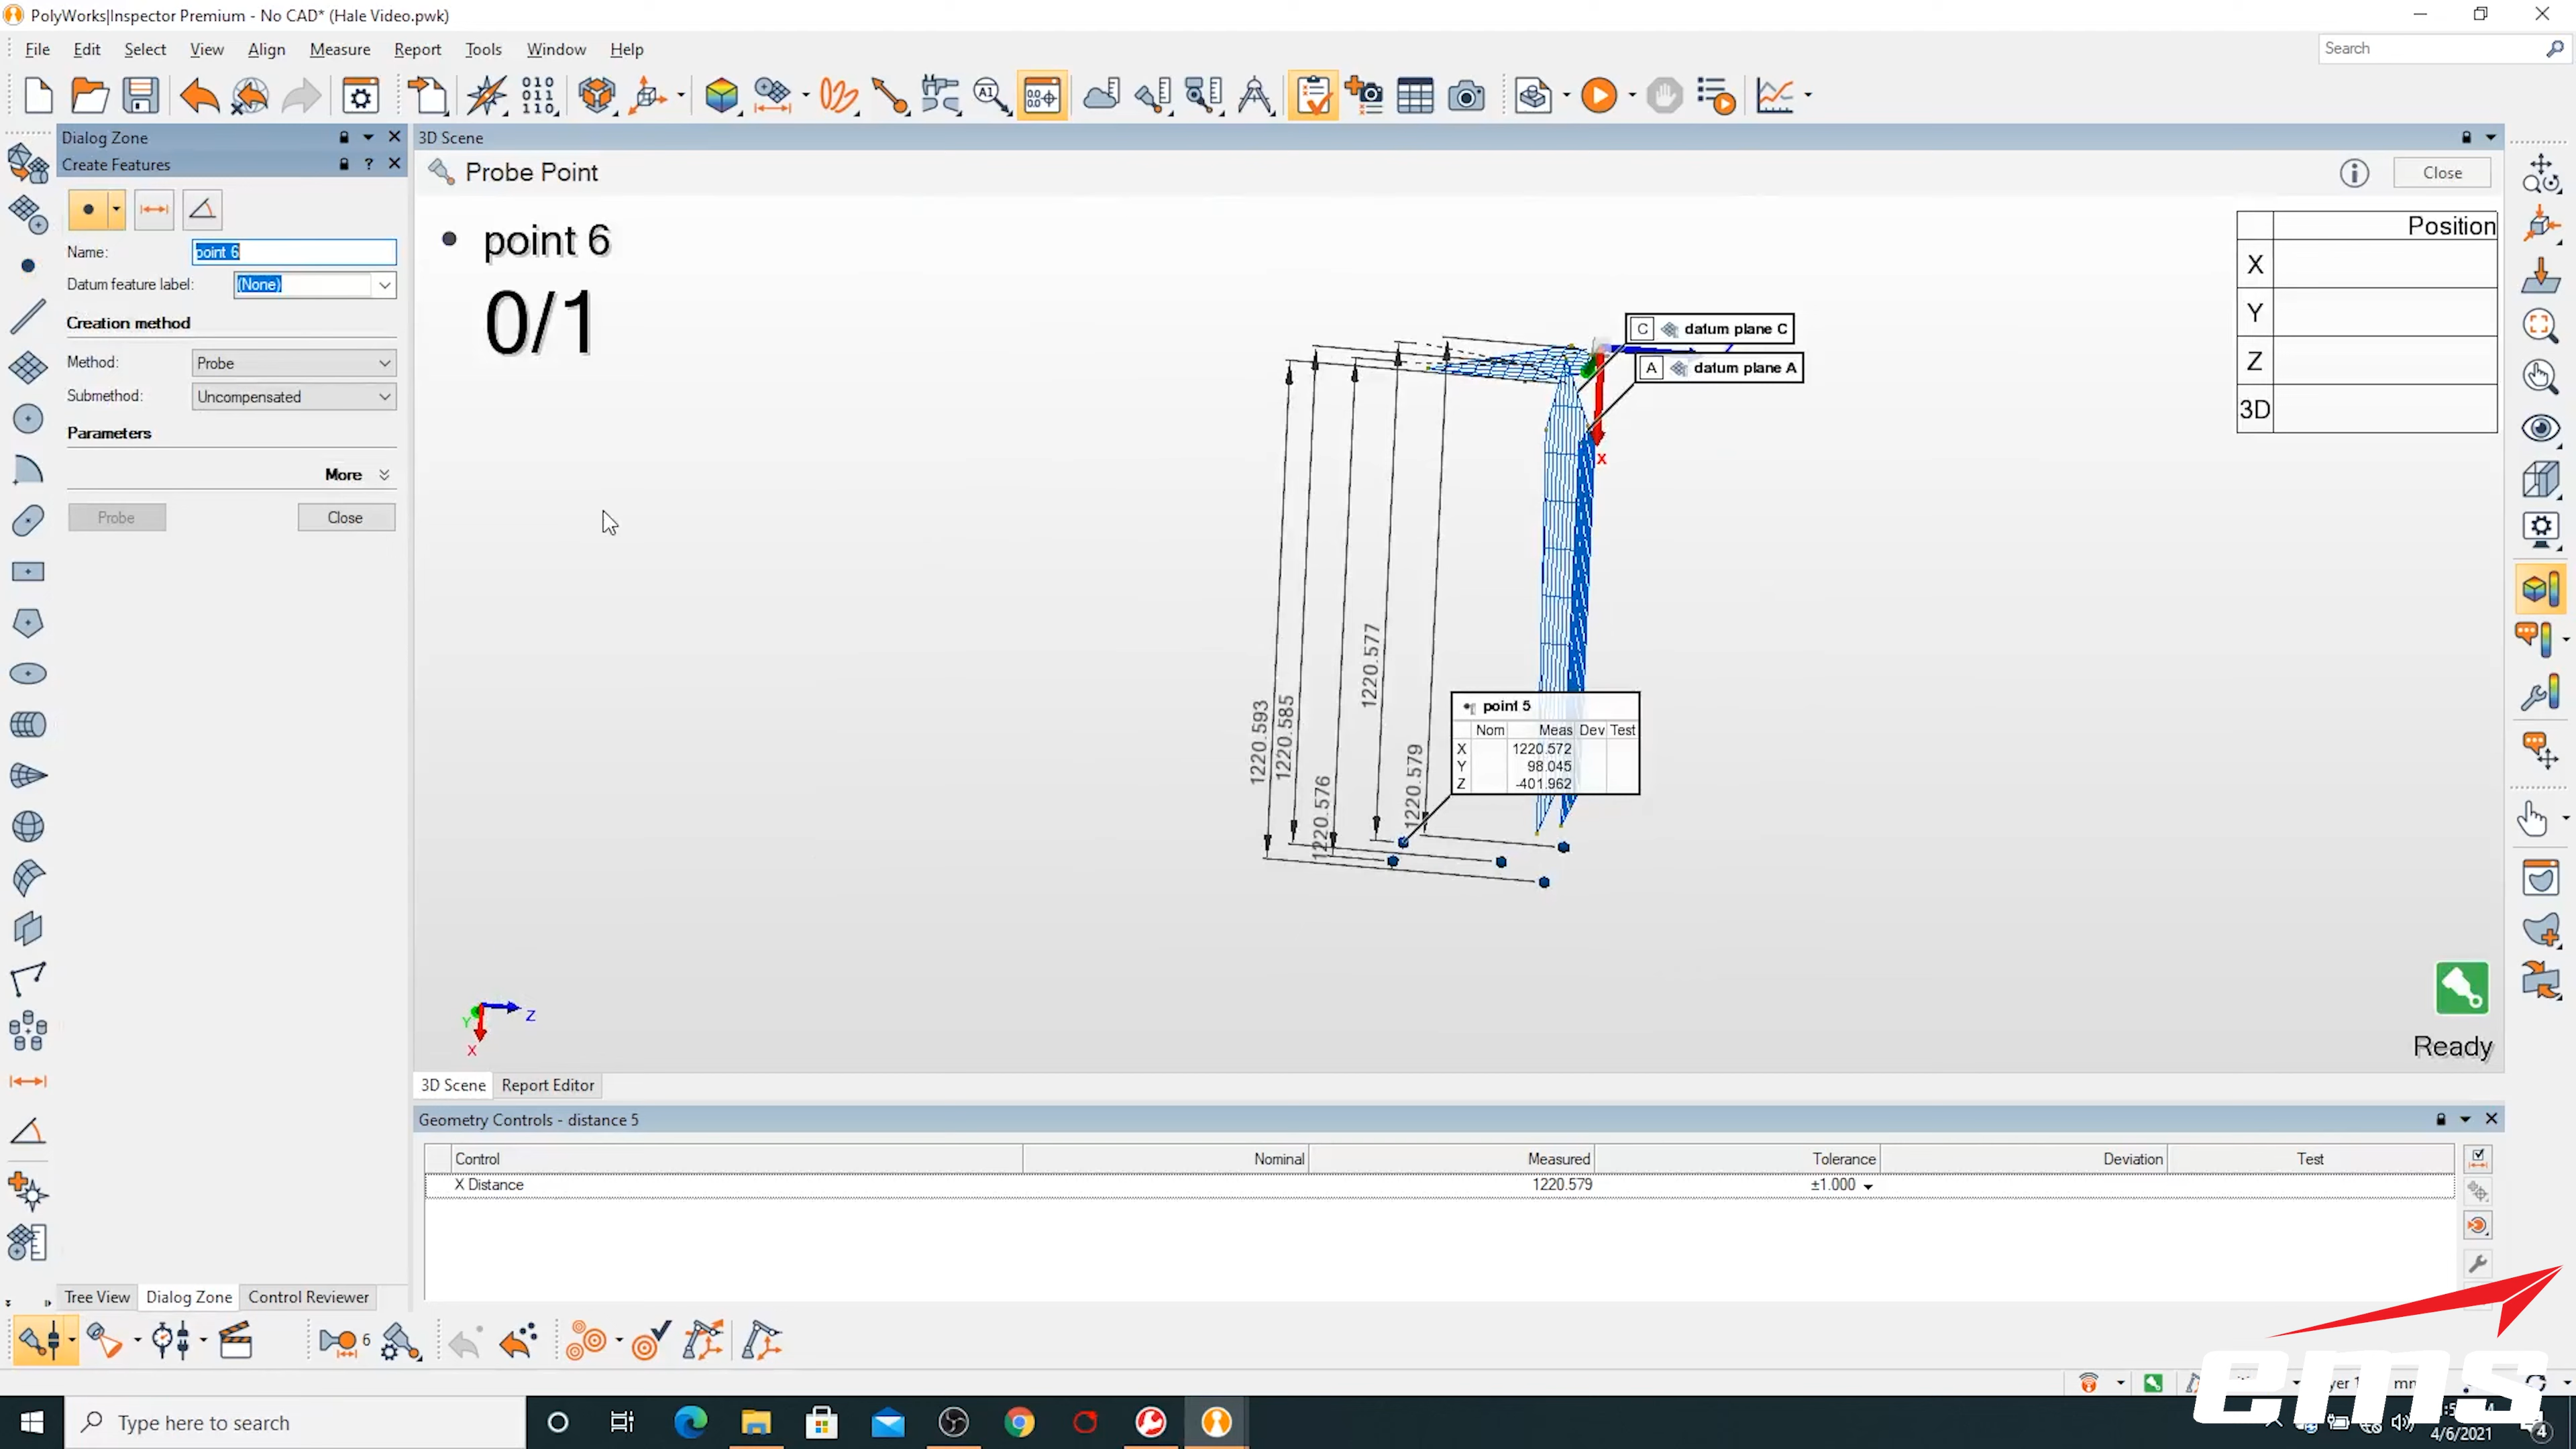 PolyWorks|Inspector Premium - No CAD* (Hale Video.pwk)
File Edit Select View Align Measure Report Tools Window Help
Search
Dialog Zone
3D Scene
Create Features
Probe Point
Close
point 6
0/1
Name: point 6
Datum feature label: (None)
Creation method
Method: Probe
Submethod: Uncompensated
Parameters
More
Probe Close
Position
X
Y
Z
3D
C datum plane C
A datum plane A
X
1220.593
1220.585
1220.576
1220.577
1220.579
point 5
Nom Meas Dev Test
X 1220.572
Y 98.045
Z -401.962
Y Z
X
Ready
3D Scene Report Editor
Geometry Controls - distance 5
Control Nominal Measured Tolerance Deviation Test
X Distance 1220.579 ±1.000
Tree View Dialog Zone Control Reviewer
6
ems
Type here to search
4/6/2021
4